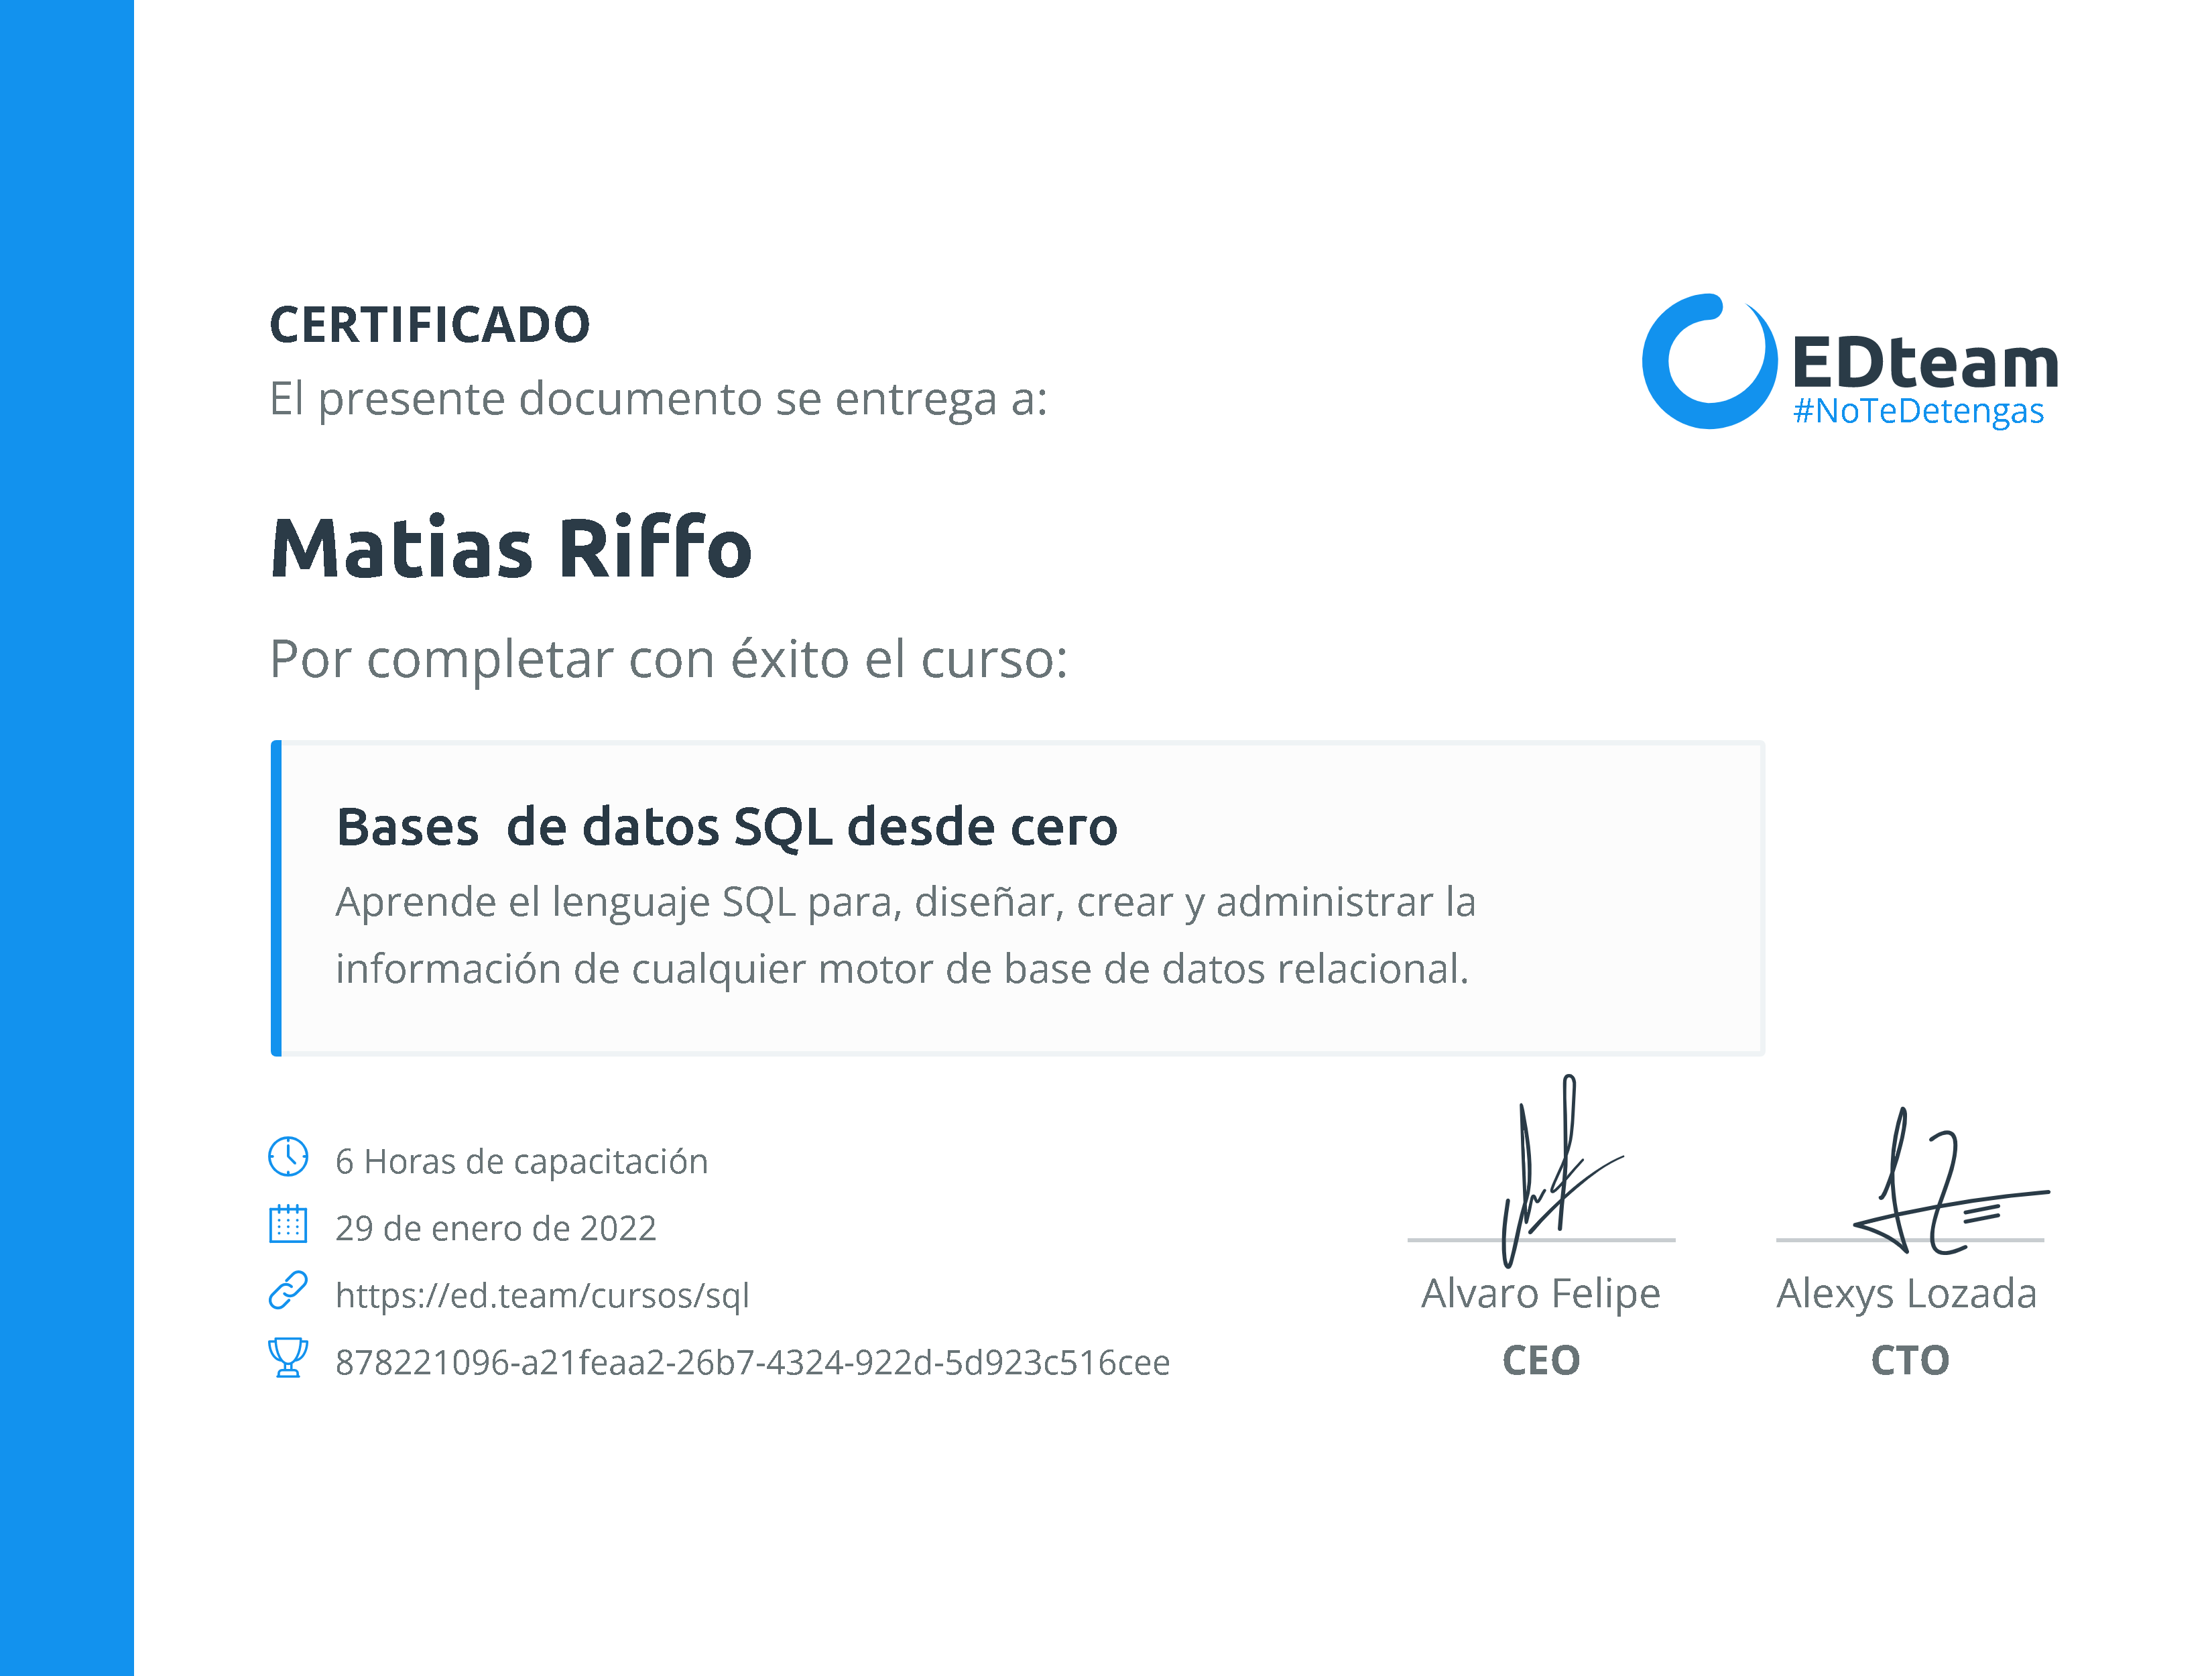 CERTIFICADO
El presente documento se entrega a:
EDteam
#NoTeDetengas
Matias Riffo
Por completar con éxito el curso:
Bases  de datos SQL desde cero
Aprende el lenguaje SQL para, diseñar, crear y administrar la
información de cualquier motor de base de datos relacional.
6 Horas de capacitación
29 de enero de 2022
https://ed.team/cursos/sql
878221096-a21feaa2-26b7-4324-922d-5d923c516cee
Alvaro Felipe
CEO
Alexys Lozada
CTO